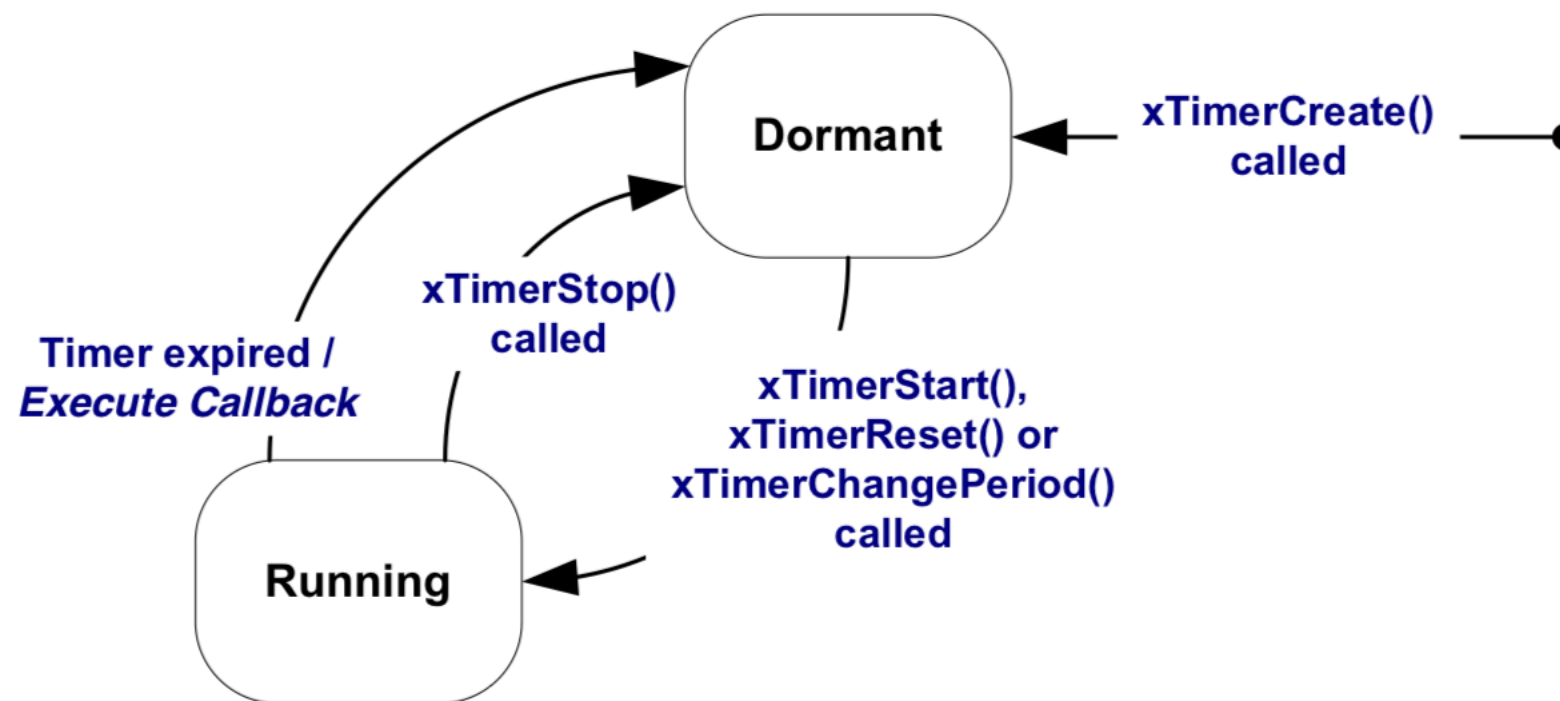 Dormant
xTimerCreate()
called
xTimerStop()
called
Timer expired /
Execute Callback
xTimerStart(),
xTimerReset() or
xTimerChangePeriod()
called
Running